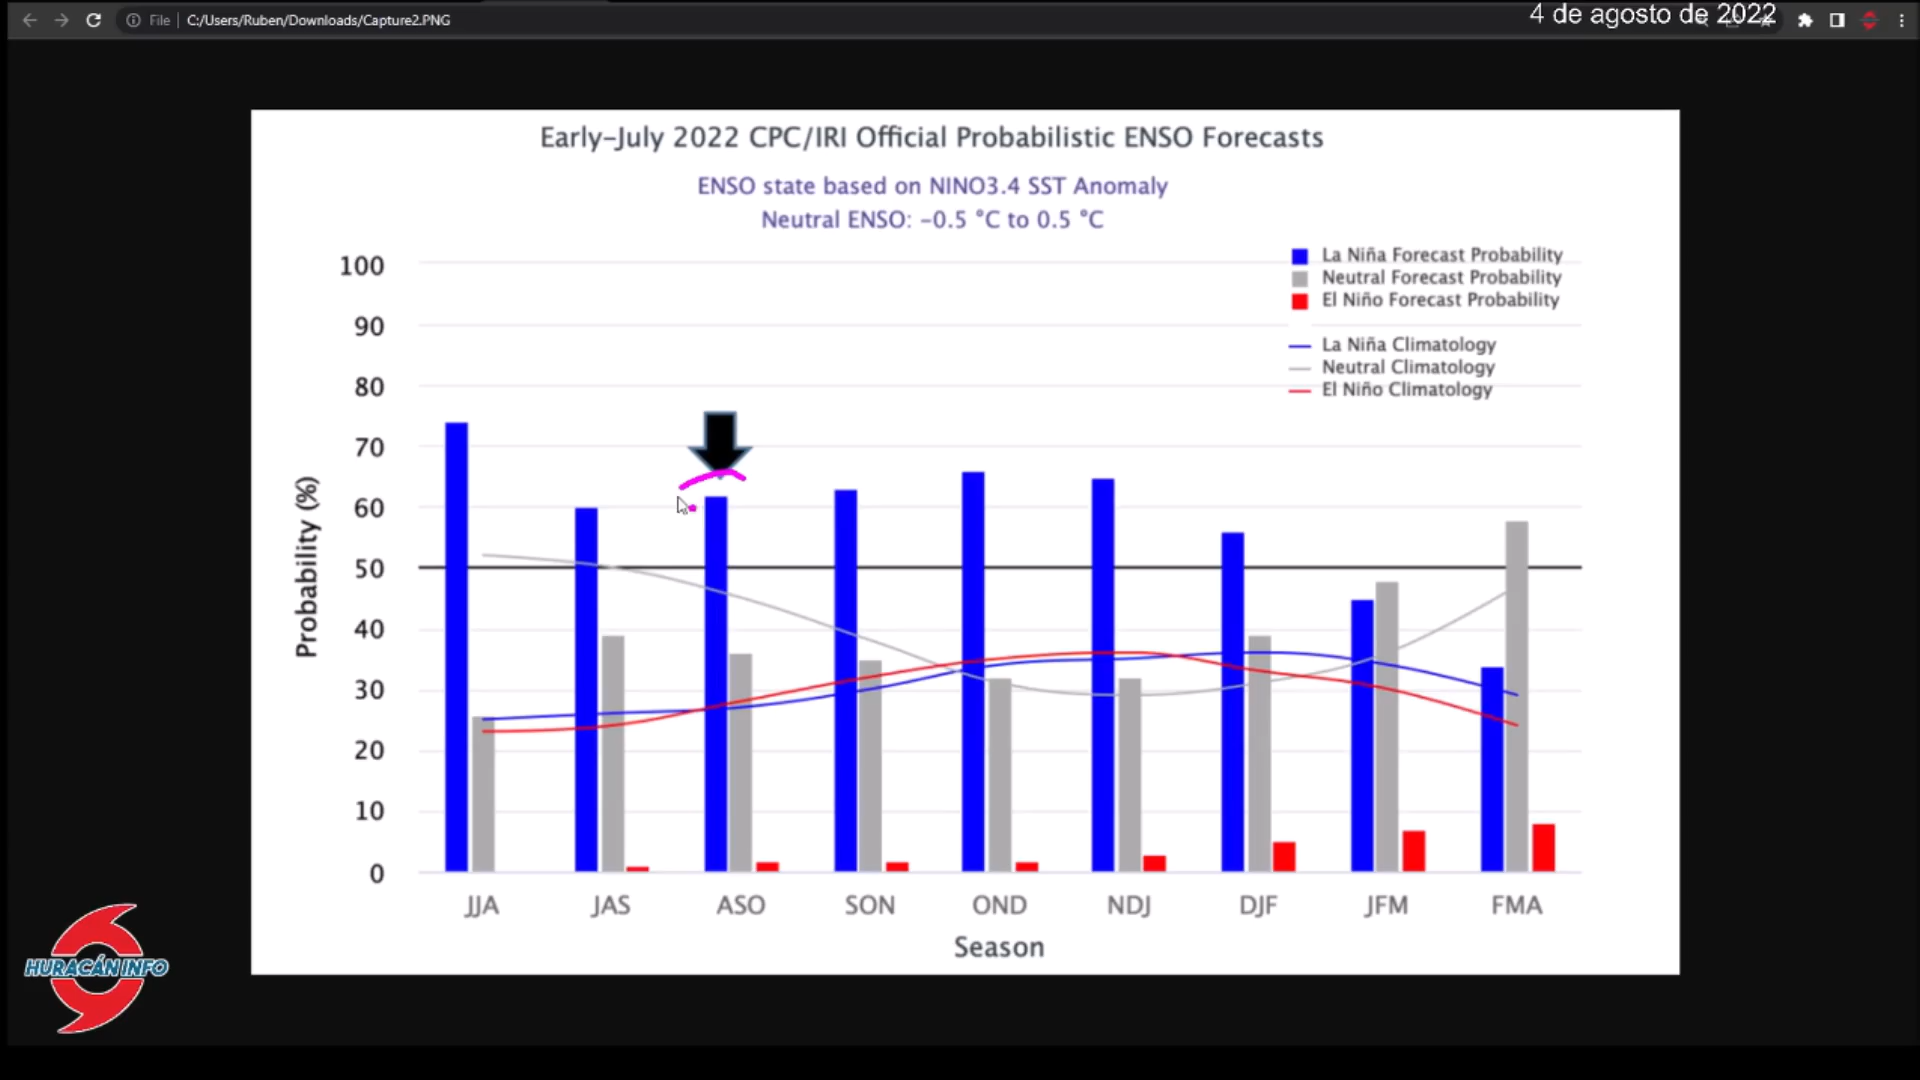 File
C:/Users/Ruben/Downloads/Capture2.PNG
4 de agosto de 2022
Early-July 2022 CPC/IRI Official Probabilistic ENSO Forecasts
ENSO state based on NINO3.4 SST Anomaly
Neutral ENSO: -0.5 °C to 0.5 °C
La Niña Forecast Probability
Neutral Forecast Probability
El Niño Forecast Probability
La Niña Climatology
Neutral Climatology
El Niño Climatology
Probability (%)
100
90
80
70
60
50
40
30
20
10
0
JJA JAS ASO SON OND NDJ DJF JFM FMA
Season
HURACÁN INFO